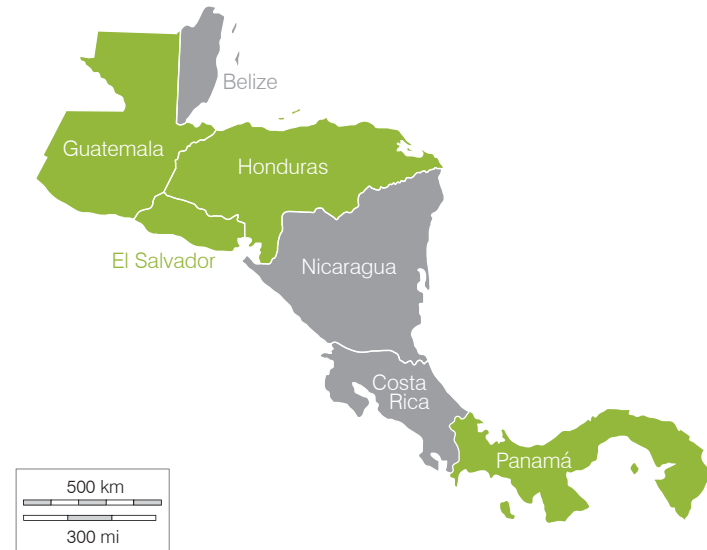 Belize
Guatemala
Honduras
El Salvador
Nicaragua
Costa
Rica
Panamá
500 km
300 mi